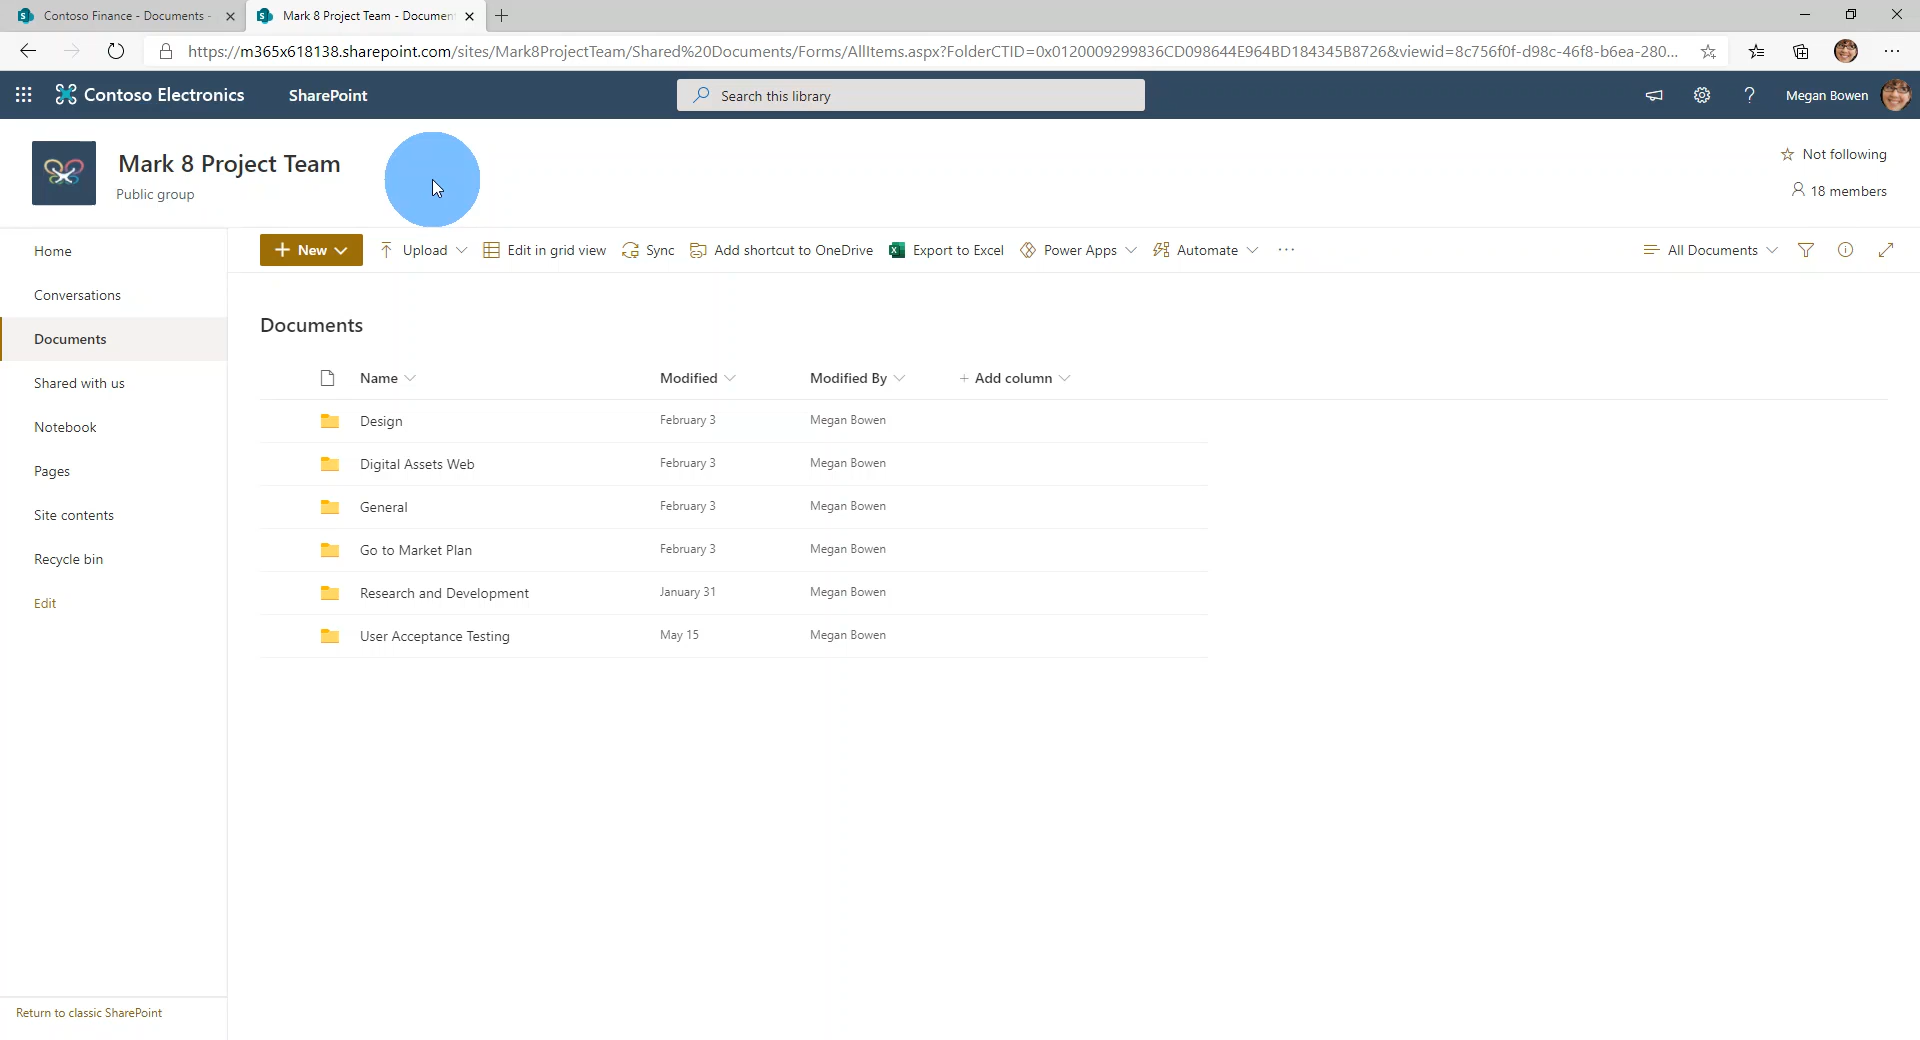 Contoso Finance - Documents -
Mark 8 Project Team - Document
https://m365x618138.sharepoint.com/sites/Mark8ProjectTeam/Shared%20Documents/Forms/AllItems.aspx?FolderCTID=0x0120009299836CD098644E964BD184345B8726&viewid=8c756f0f-d98c-46f8-b6ea-280...
Contoso Electronics
SharePoint
Search this library
Megan Bowen
Mark 8 Project Team
Public group
Not following
18 members
Home
Conversations
Documents
Shared with us
Notebook
Pages
Site contents
Recycle bin
Edit
Return to classic SharePoint
+ New
Upload
Edit in grid view
Sync
Add shortcut to OneDrive
Export to Excel
Power Apps
Automate
...
All Documents
Documents
Name Modified Modified By + Add column
Design February 3 Megan Bowen
Digital Assets Web February 3 Megan Bowen
General February 3 Megan Bowen
Go to Market Plan February 3 Megan Bowen
Research and Development January 31 Megan Bowen
User Acceptance Testing May 15 Megan Bowen